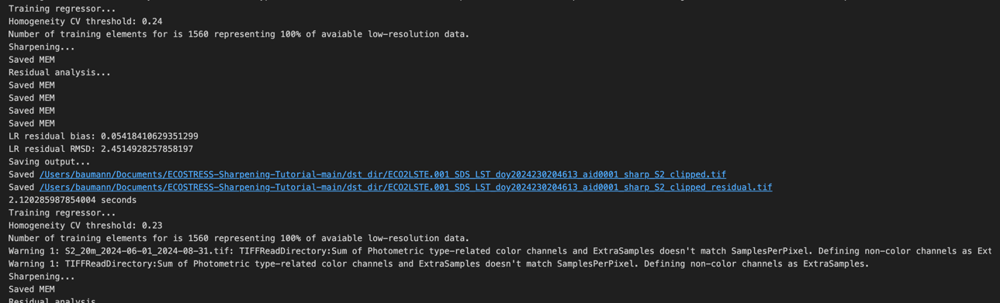 Training regressor...
Homogeneity CV threshold: 0.24
Number of training elements for is 1560 representing 100% of avaiable low-resolution data.
Sharpening...
Saved MEM
Residual analysis...
Saved MEM
Saved MEM
Saved MEM
Saved MEM
LR residual bias: 0.05418410629351299
LR residual RMSD: 2.4514928257858197
Saving output...
Saved /Users/baumann/Documents/ECOSTRESS-Sharpening-Tutorial-main/dst_dir/ECO2LSTE.001_SDS_LST_doy2024230204613_aid0001_sharp_S2_clipped.tif
Saved /Users/baumann/Documents/ECOSTRESS-Sharpening-Tutorial-main/dst_dir/ECO2LSTE.001_SDS_LST_doy2024230204613_aid0001_sharp_S2_clipped_residual.tif
2.120285987854004 seconds
Training regressor...
Homogeneity CV threshold: 0.23
Number of training elements for is 1560 representing 100% of avaiable low-resolution data.
Warning 1: S2_20m_2024-06-01_2024-08-31.tif: TIFFReadDirectory:Sum of Photometric type-related color channels and ExtraSamples doesn't match SamplesPerPixel. Defining non-color channels as Ext
Warning 1: TIFFReadDirectory:Sum of Photometric type-related color channels and ExtraSamples doesn't match SamplesPerPixel. Defining non-color channels as ExtraSamples.
Sharpening...
Saved MEM
Residual analysis